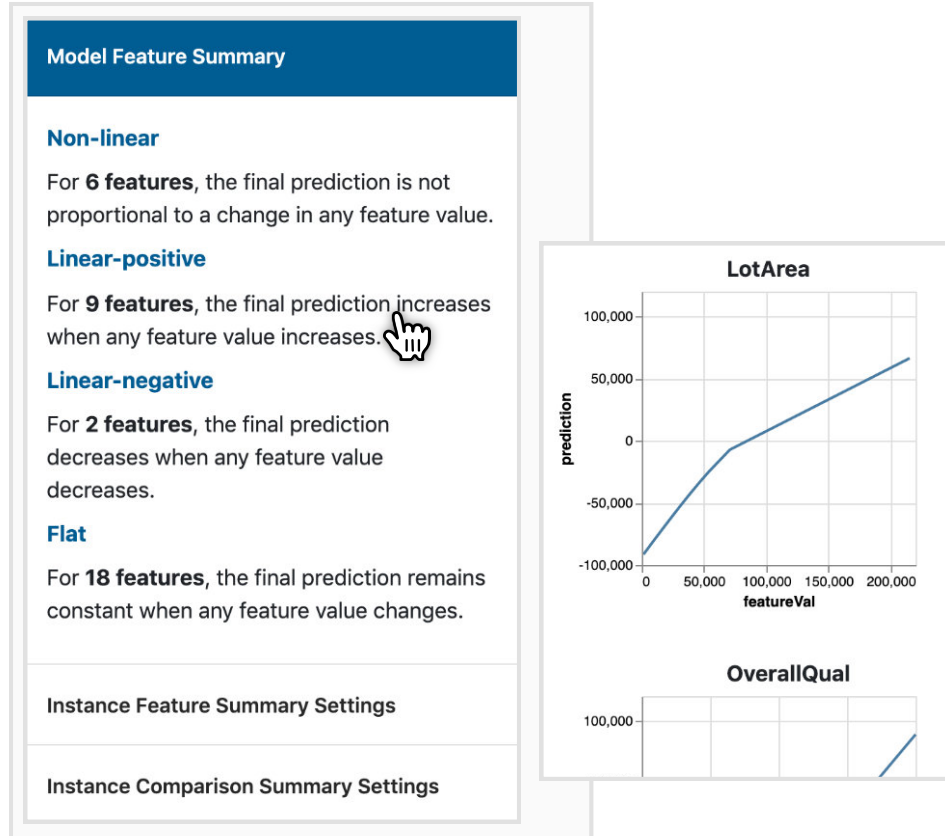 Model Feature Summary
Non-linear
For 6 features, the final prediction is not
proportional to a change in any feature value.
Linear-positive
For 9 features, the final prediction increases
when any feature value increases.
Linear-negative
For 2 features, the final prediction
decreases when any feature value
decreases.
Flat
For 18 features, the final prediction remains
constant when any feature value changes.
Instance Feature Summary Settings
Instance Comparison Summary Settings
LotArea
100,000
50,000
0
-50,000
-100,000
prediction
0 50,000 100,000 150,000 200,000
featureVal
OverallQual
100,000